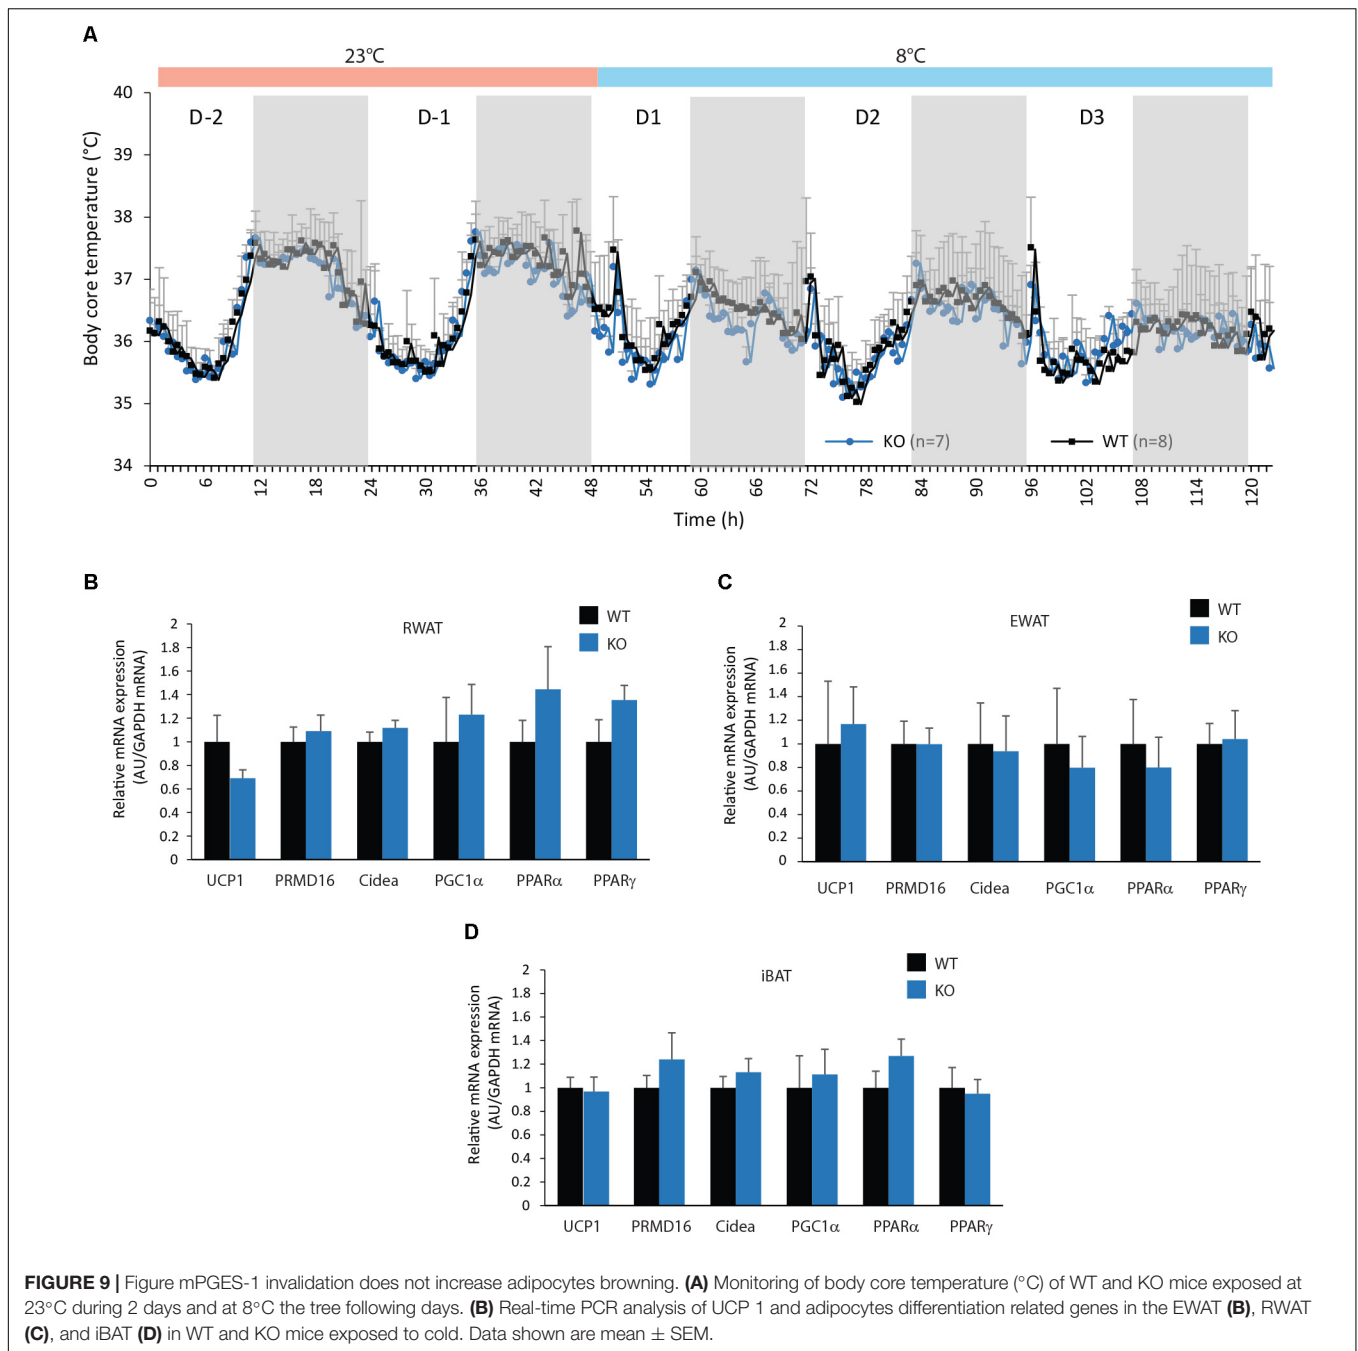 A
23°C 8°C
40
39
38
37
36
35
34
Body core temperature (°C)
D-2 D-1 D1 D2 D3
KO (n=7) WT (n=8)
0 6 12 18 24 30 36 42 48 54 60 66 72 78 84 90 96 102 108 114 120
Time (h)
B
RWAT
WT
KO
Relative mRNA expression
(AU/GAPDH mRNA)
2
1.8
1.6
1.4
1.2
1
0.8
0.6
0.4
0.2
0
UCP1 PRMD16 Cidea PGC1α PPARα PPARγ
C
EWAT
WT
KO
Relative mRNA expression
(AU/GAPDH mRNA)
2
1.8
1.6
1.4
1.2
1
0.8
0.6
0.4
0.2
0
UCP1 PRMD16 Cidea PGC1α PPARα PPARγ
D
iBAT
WT
KO
Relative mRNA expression
(AU/GAPDH mRNA)
2
1.8
1.6
1.4
1.2
1
0.8
0.6
0.4
0.2
0
UCP1 PRMD16 Cidea PGC1α PPARα PPARγ
FIGURE 9 | Figure mPGES-1 invalidation does not increase adipocytes browning. (A) Monitoring of body core temperature (°C) of WT and KO mice exposed at
23°C during 2 days and at 8°C the tree following days. (B) Real-time PCR analysis of UCP 1 and adipocytes differentiation related genes in the EWAT (B), RWAT
(C), and iBAT (D) in WT and KO mice exposed to cold. Data shown are mean ± SEM.